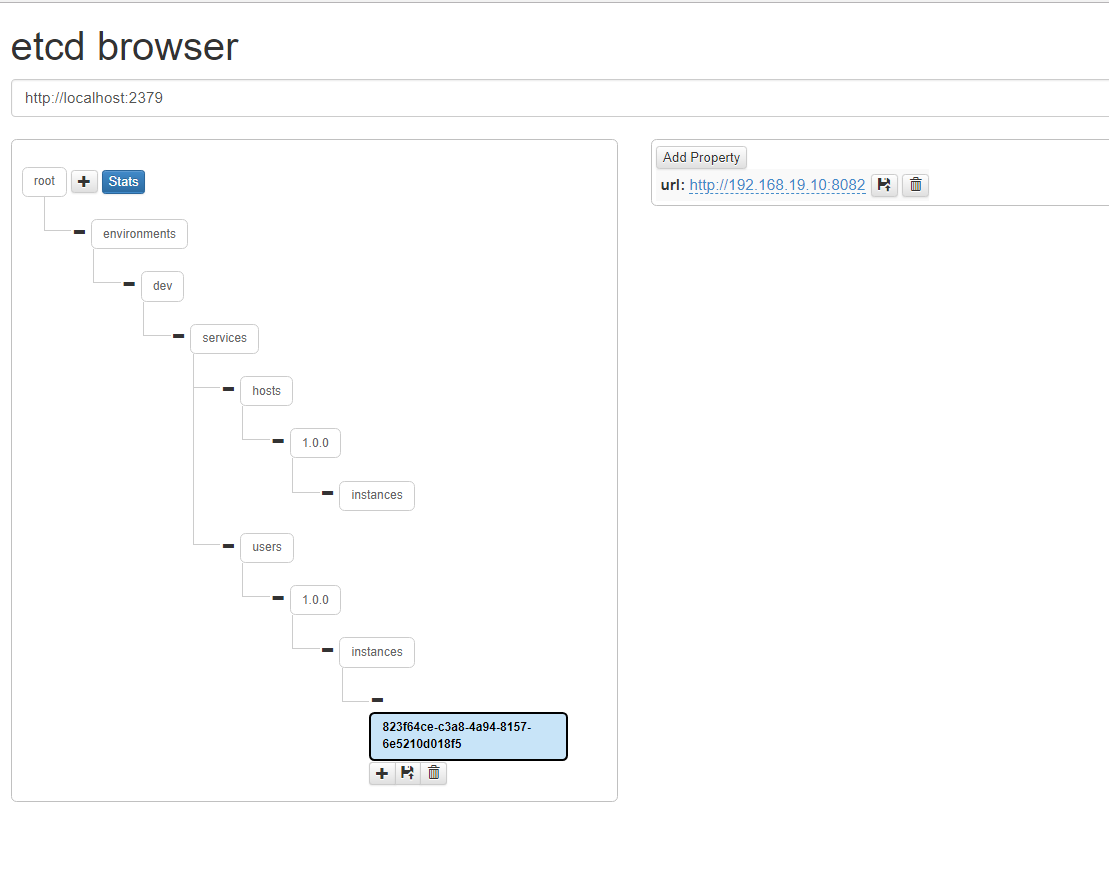 etcd browser
http://localhost:2379
root
Stats
environments
dev
services
hosts
1.0.0
instances
users
1.0.0
instances
823f64ce-c3a8-4a94-8157-
6e5210d018f5
Add Property
url: http://192.168.19.10:8082